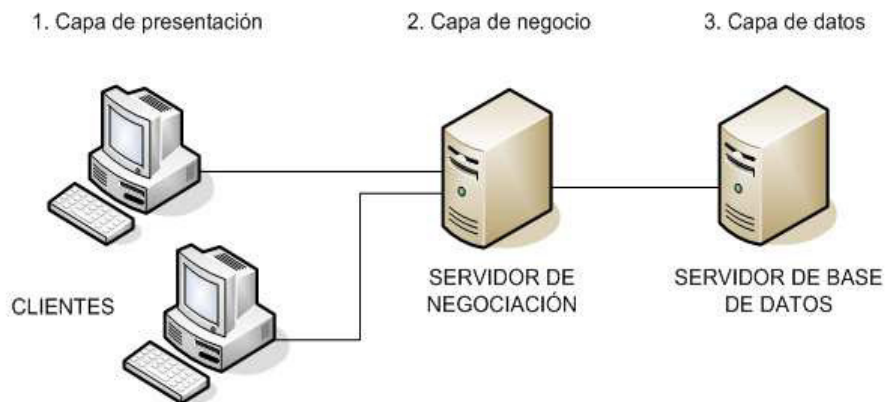 1. Capa de presentación
2. Capa de negocio
3. Capa de datos
CLIENTES
SERVIDOR DE
NEGOCIACIÓN
SERVIDOR DE BASE
DE DATOS